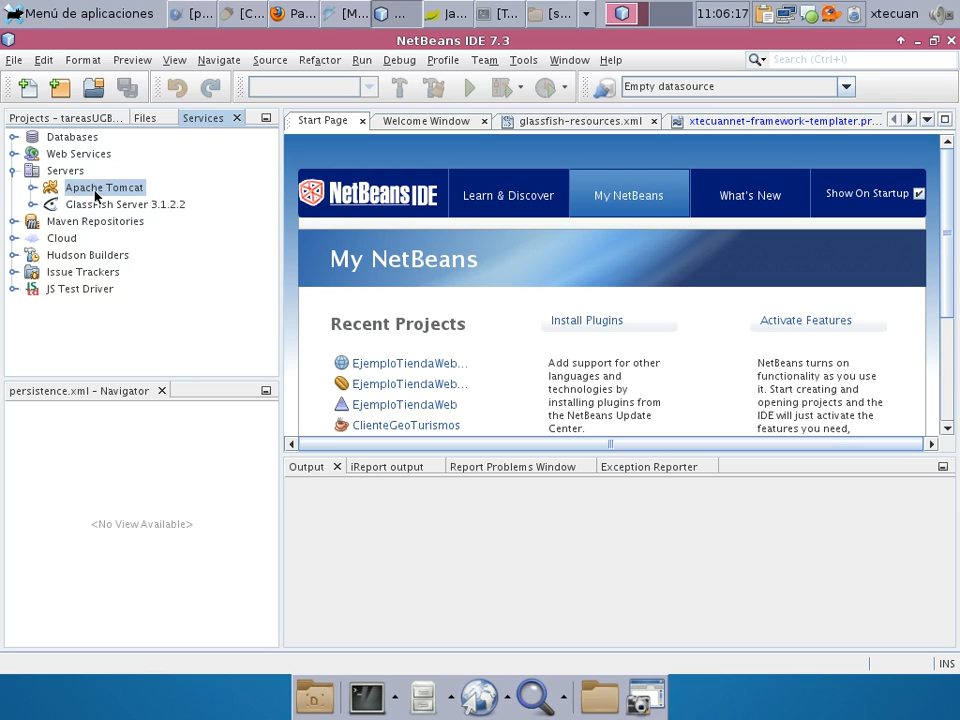 Menú de aplicaciones
[p...
[C...
Pa...
[M...
...
Ja...
[T...
[s...
11:06:17
xtecuan
NetBeans IDE 7.3
File Edit Format Preview View Navigate Source Refactor Run Debug Profile Team Tools Window Help
Search (Ctrl+I)
Empty datasource
Projects - tareasUGB...
Files
Services
Start Page
Welcome Window
glassfish-resources.xml
xtecuannet-framework-templater.pr...
Databases
Web Services
Servers
Apache Tomcat
GlassFish Server 3.1.2.2
Maven Repositories
Cloud
Hudson Builders
Issue Trackers
JS Test Driver
NetBeans IDE
Learn & Discover
My NetBeans
What's New
Show On Startup
My NetBeans
Recent Projects
EjemploTiendaWeb...
EjemploTiendaWeb...
EjemploTiendaWeb
ClienteGeoTurismos
Install Plugins
Add support for other
languages and
technologies by
installing plugins from
the NetBeans Update
Center.
Activate Features
NetBeans turns on
functionality as you
use it. Start creating and
opening projects and the
IDE will just activate the
features you need,
persistence.xml - Navigator
<No View Available>
Output
iReport output
Report Problems Window
Exception Reporter
INS